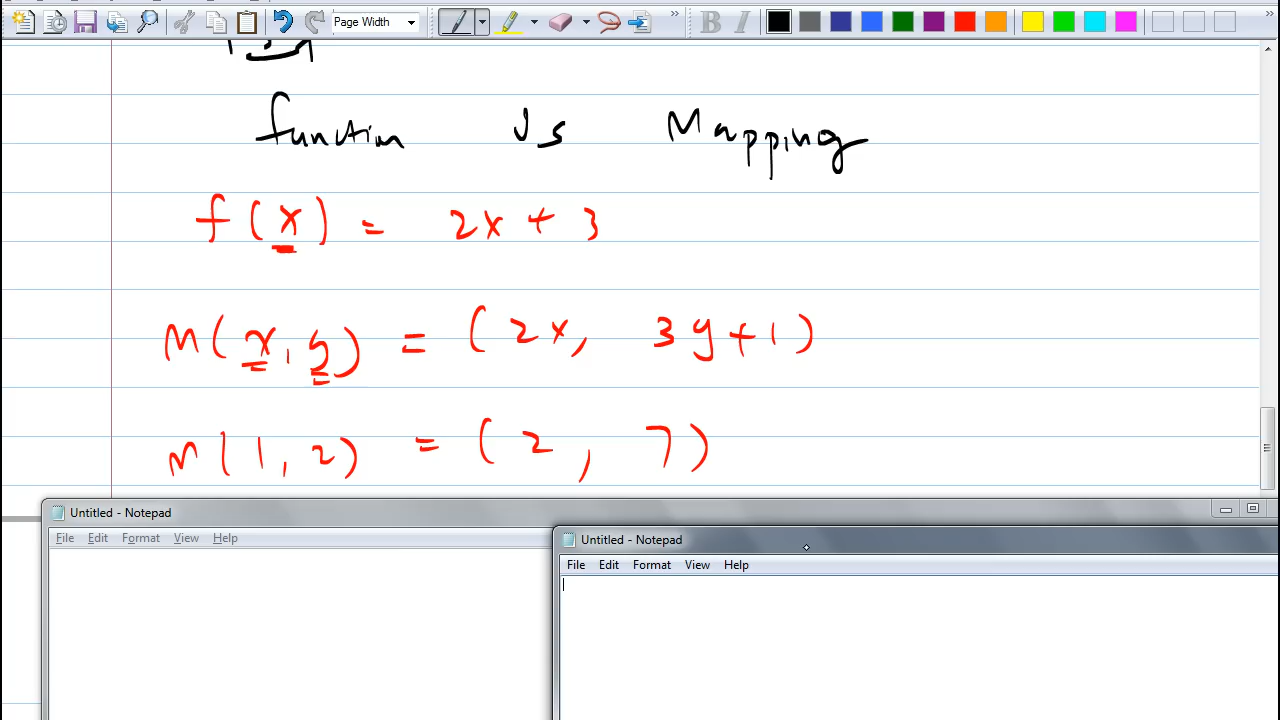 Page Width
B I
function Vs Mapping
f(x) = 2x + 3
M(x, y) = (2x, 3y+1)
M(1, 2) = (2, 7)
Untitled - Notepad
File Edit Format View Help
Untitled - Notepad
File Edit Format View Help